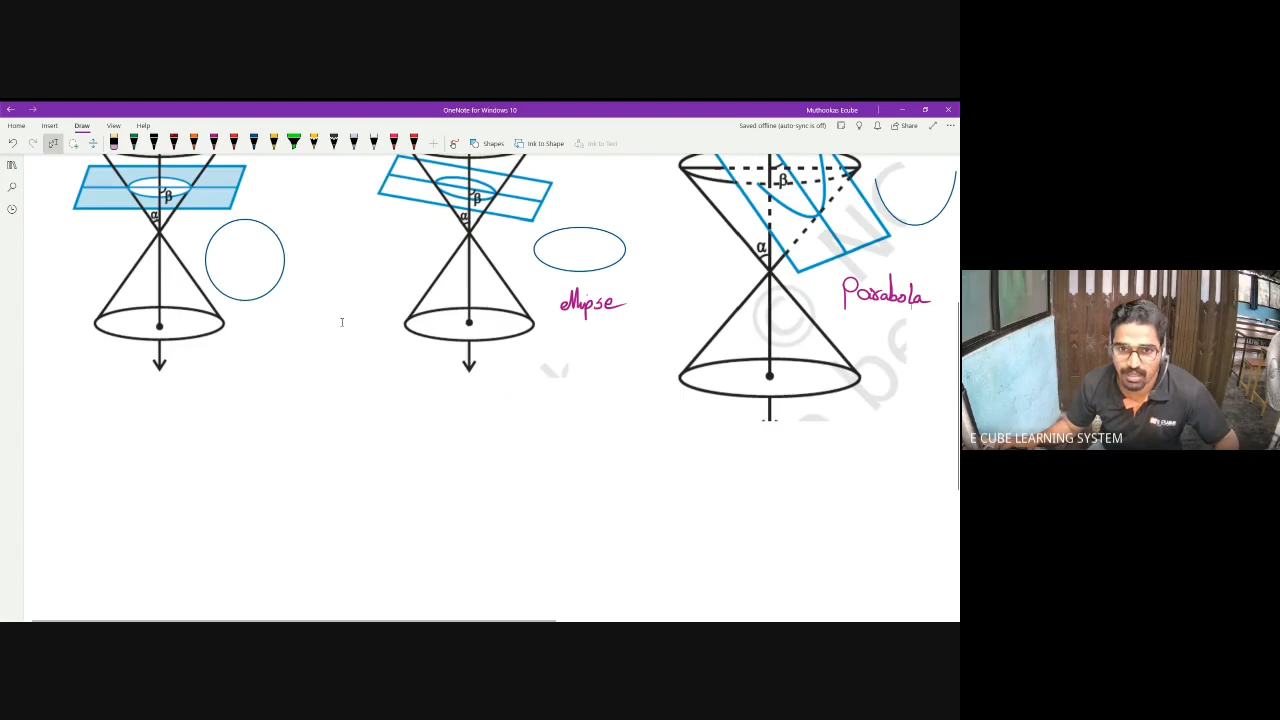 OneNote for Windows 10
Muthookas Ecube
Home Insert Draw View Help
Saved offline (auto-sync is off)
Share
Shapes
Ink to Shape
Ink to Text
β
α
β
α
Ellipse
β
α
Parabola
©
E CUBE LEARNING SYSTEM